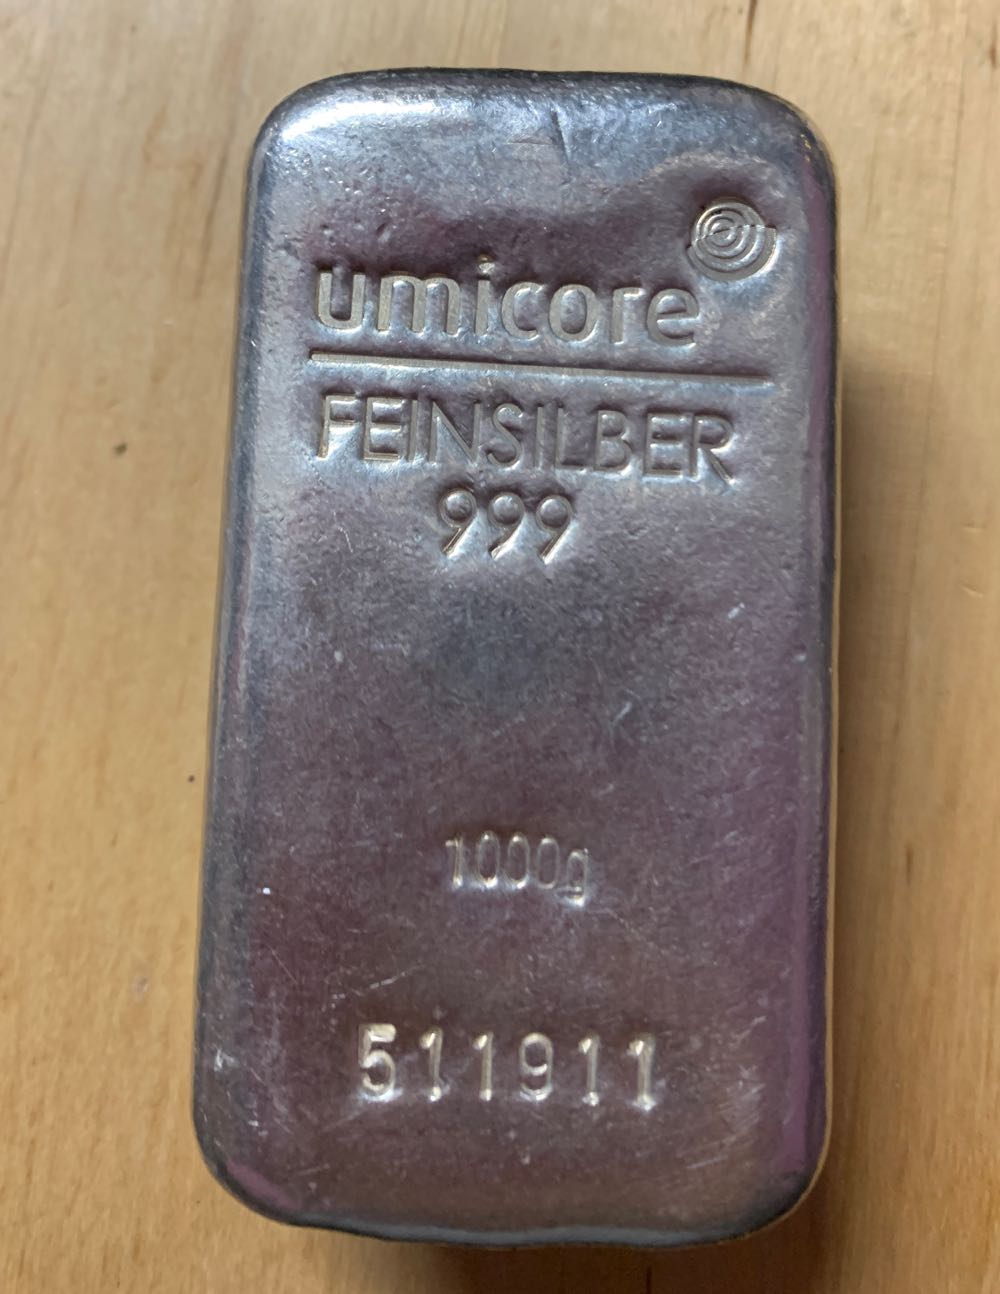 umicore
FEINSILBER
999
1000g
511911